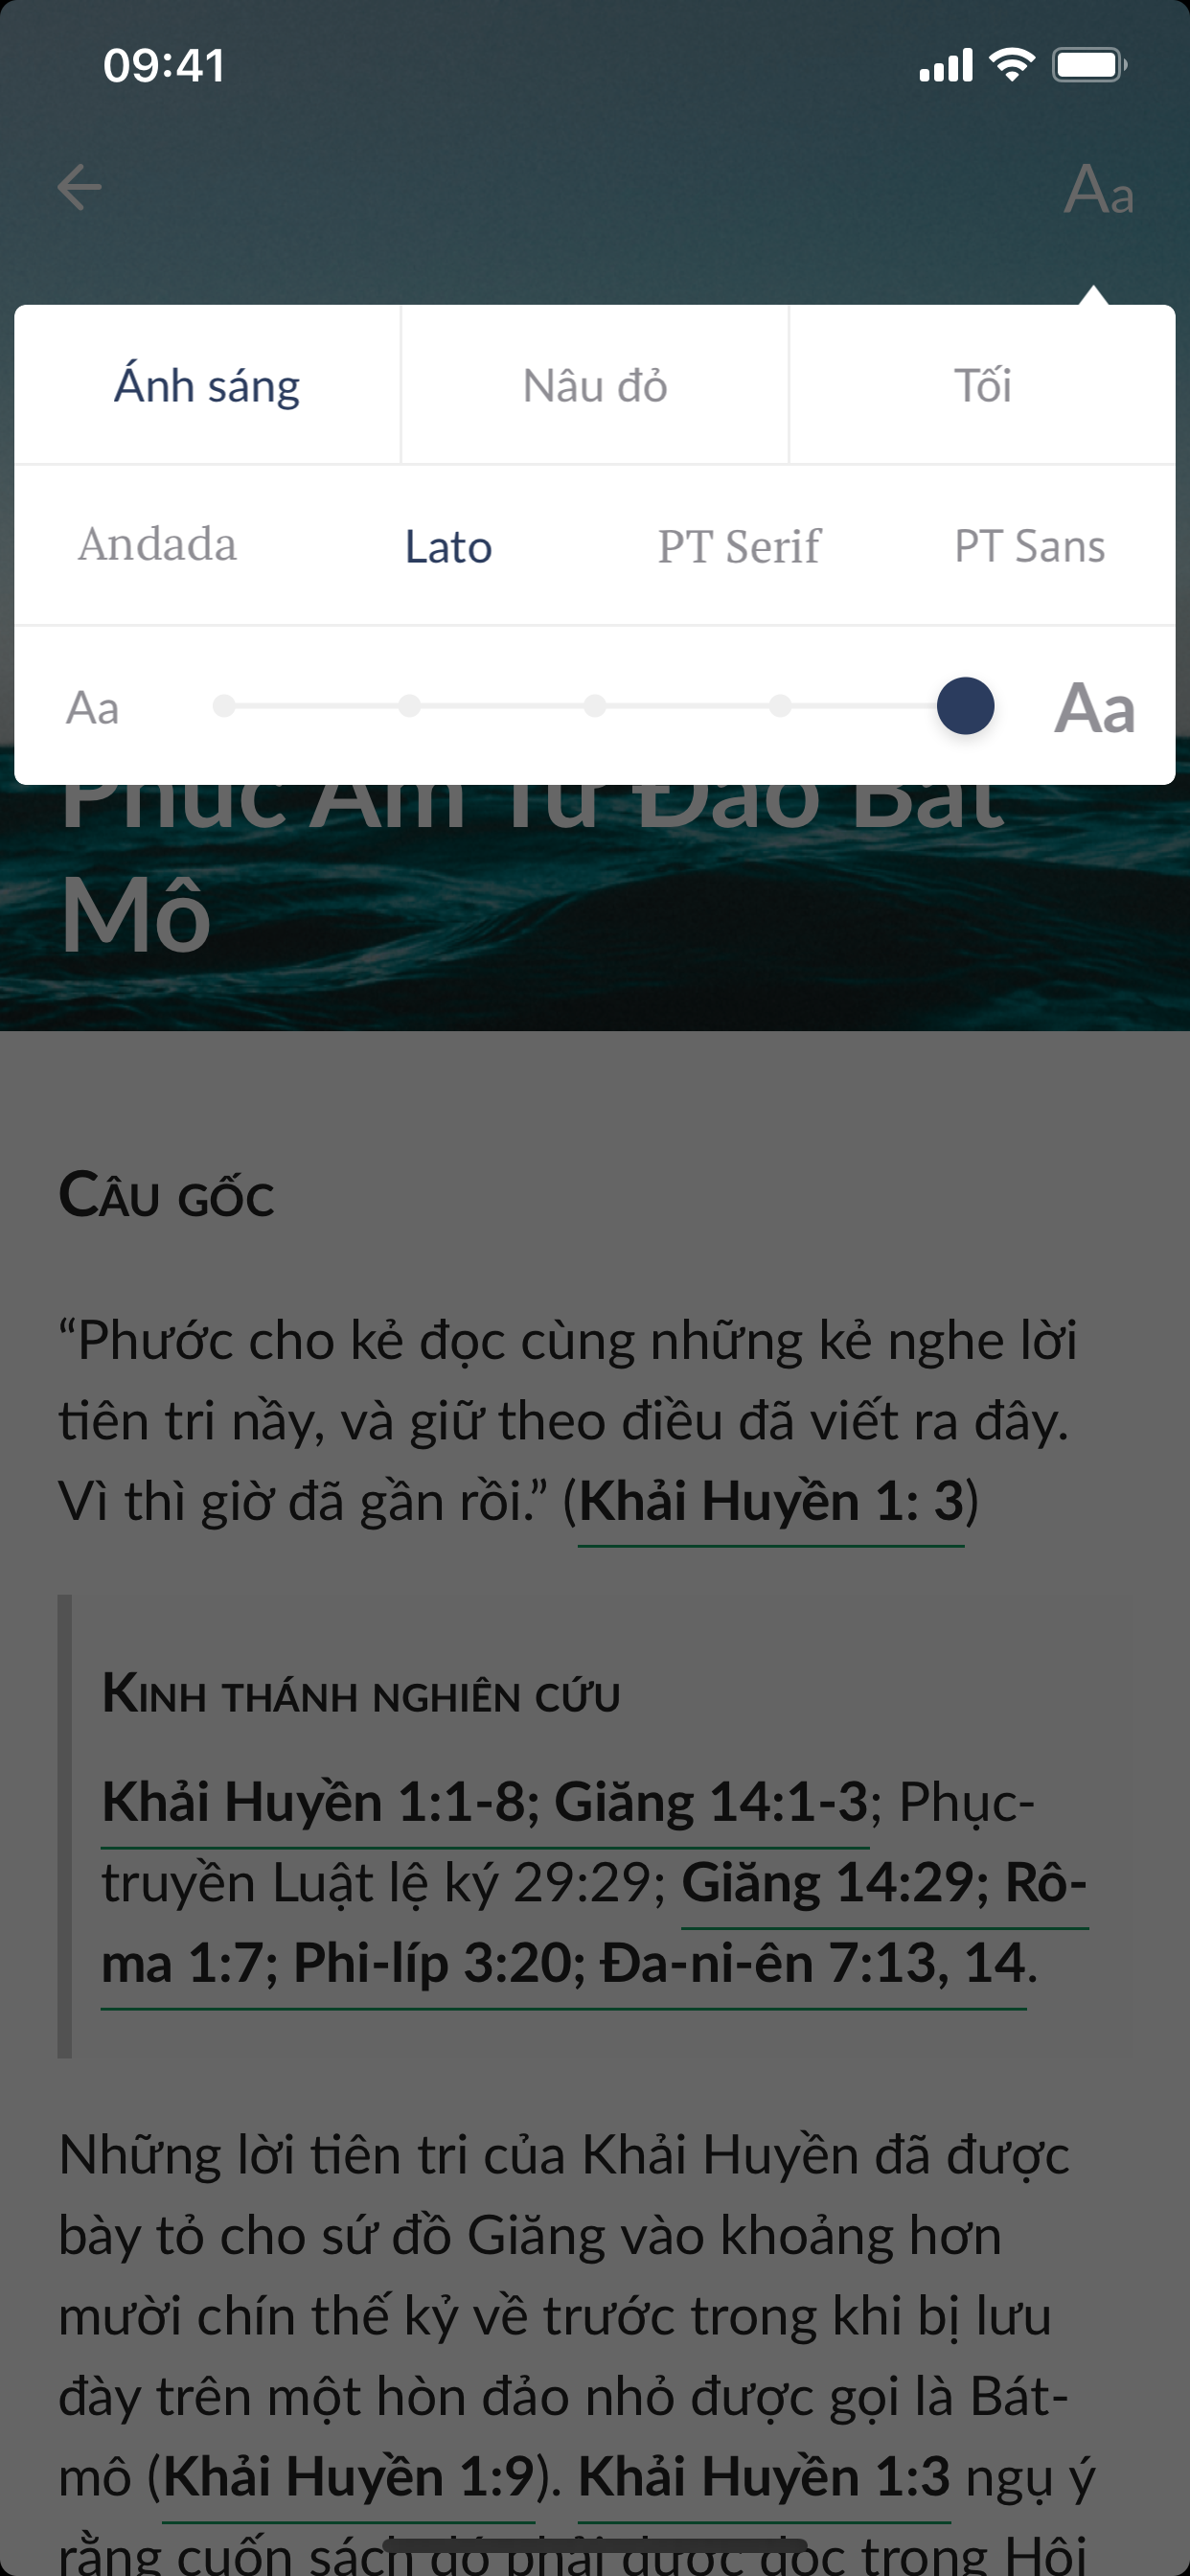 09:41
Aa
Ánh sáng
Nâu đỏ
Tối
Andada
Lato
PT Serif
PT Sans
Aa
Aa
Phúc Âm Từ Đảo Bát
Mô
Câu gốc
“Phước cho kẻ đọc cùng những kẻ nghe lời
tiên tri nầy, và giữ theo điều đã viết ra đây.
Vì thì giờ đã gần rồi.” (Khải Huyền 1: 3)
Kinh thánh nghiên cứu
Khải Huyền 1:1-8; Giăng 14:1-3; Phục-
truyền Luật lệ ký 29:29; Giăng 14:29; Rô-
ma 1:7; Phi-líp 3:20; Đa-ni-ên 7:13, 14.
Những lời tiên tri của Khải Huyền đã được
bày tỏ cho sứ đồ Giăng vào khoảng hơn
mười chín thế kỷ về trước trong khi bị lưu
đày trên một hòn đảo nhỏ được gọi là Bát-
mô (Khải Huyền 1:9). Khải Huyền 1:3 ngụ ý
rằng cuốn sách đó phải được đọc trong Hội